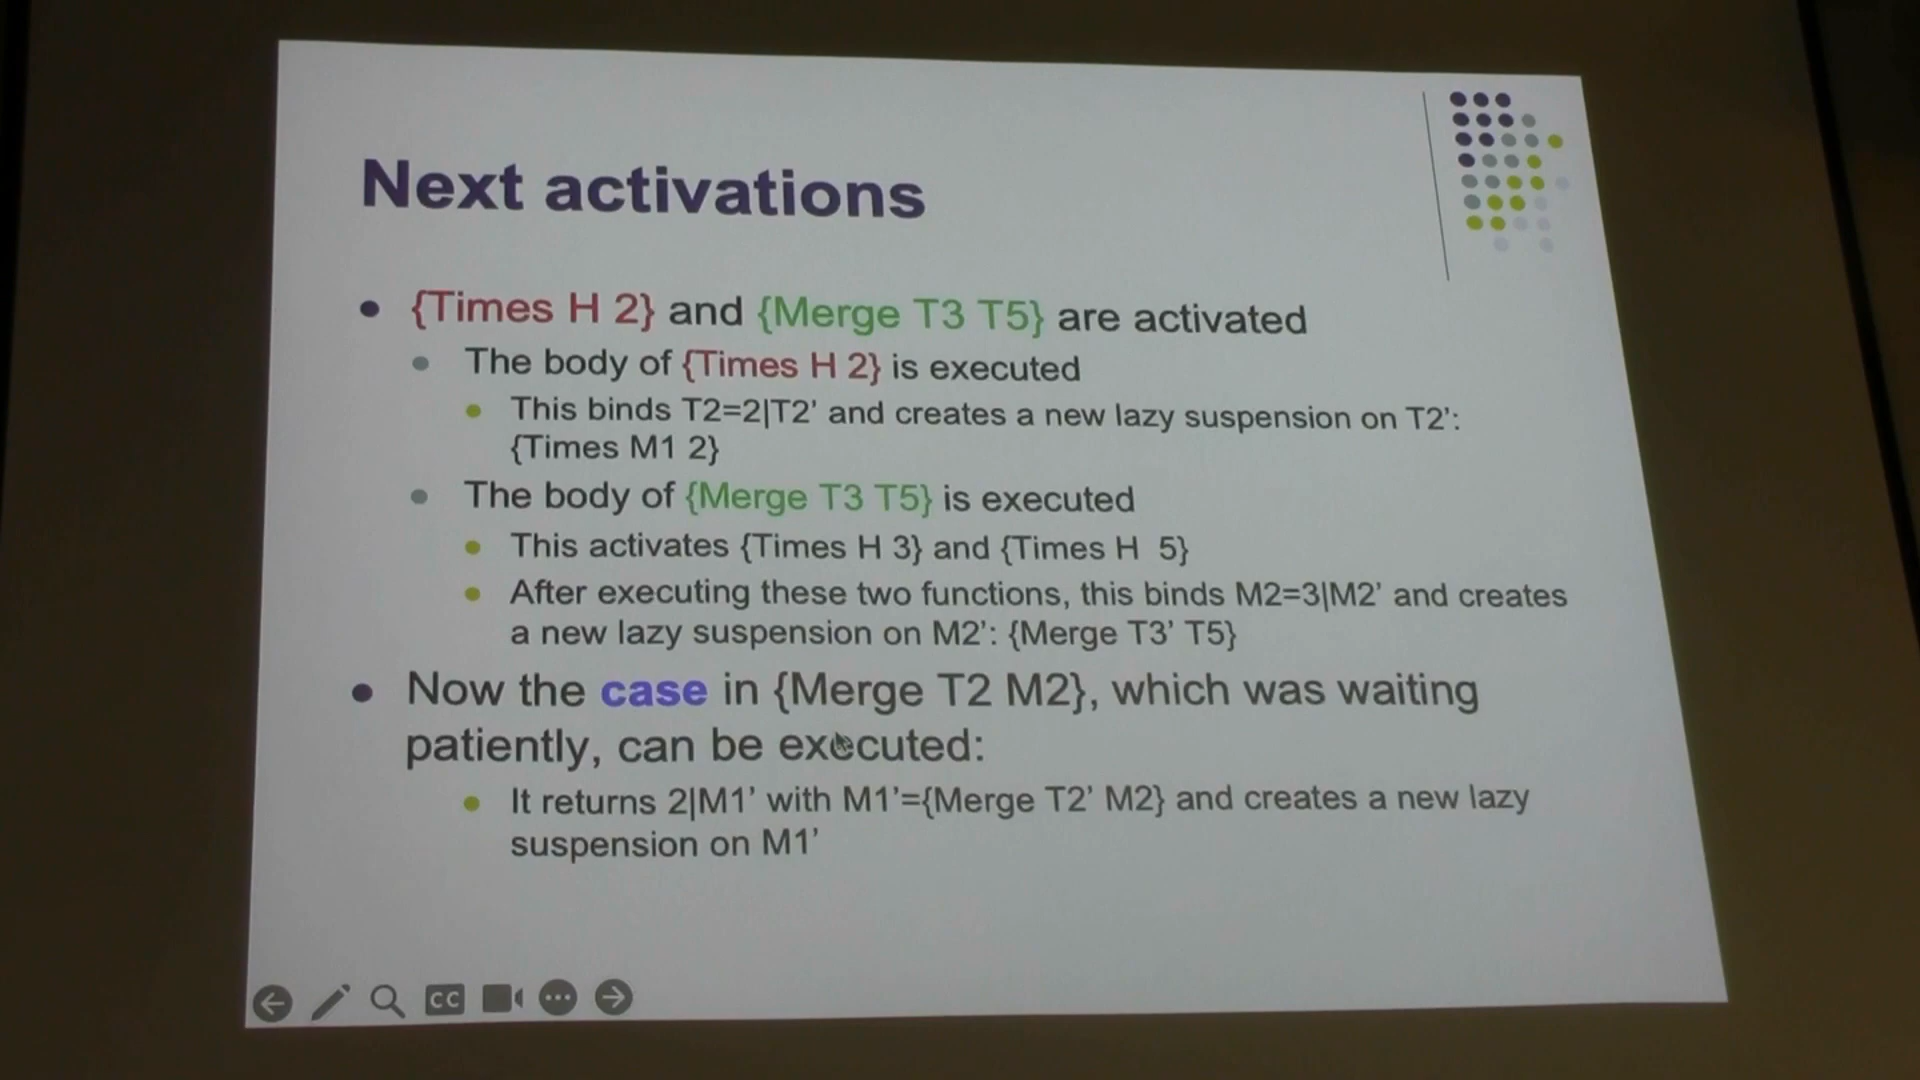 Next activations
{Times H 2} and {Merge T3 T5} are activated
The body of {Times H 2} is executed
This binds T2=2|T2' and creates a new lazy suspension on T2':
{Times M1 2}
The body of {Merge T3 T5} is executed
This activates {Times H 3} and {Times H 5}
After executing these two functions, this binds M2=3|M2' and creates
a new lazy suspension on M2': {Merge T3' T5}
Now the case in {Merge T2 M2}, which was waiting
patiently, can be executed:
It returns 2|M1' with M1'={Merge T2' M2} and creates a new lazy
suspension on M1'
CC